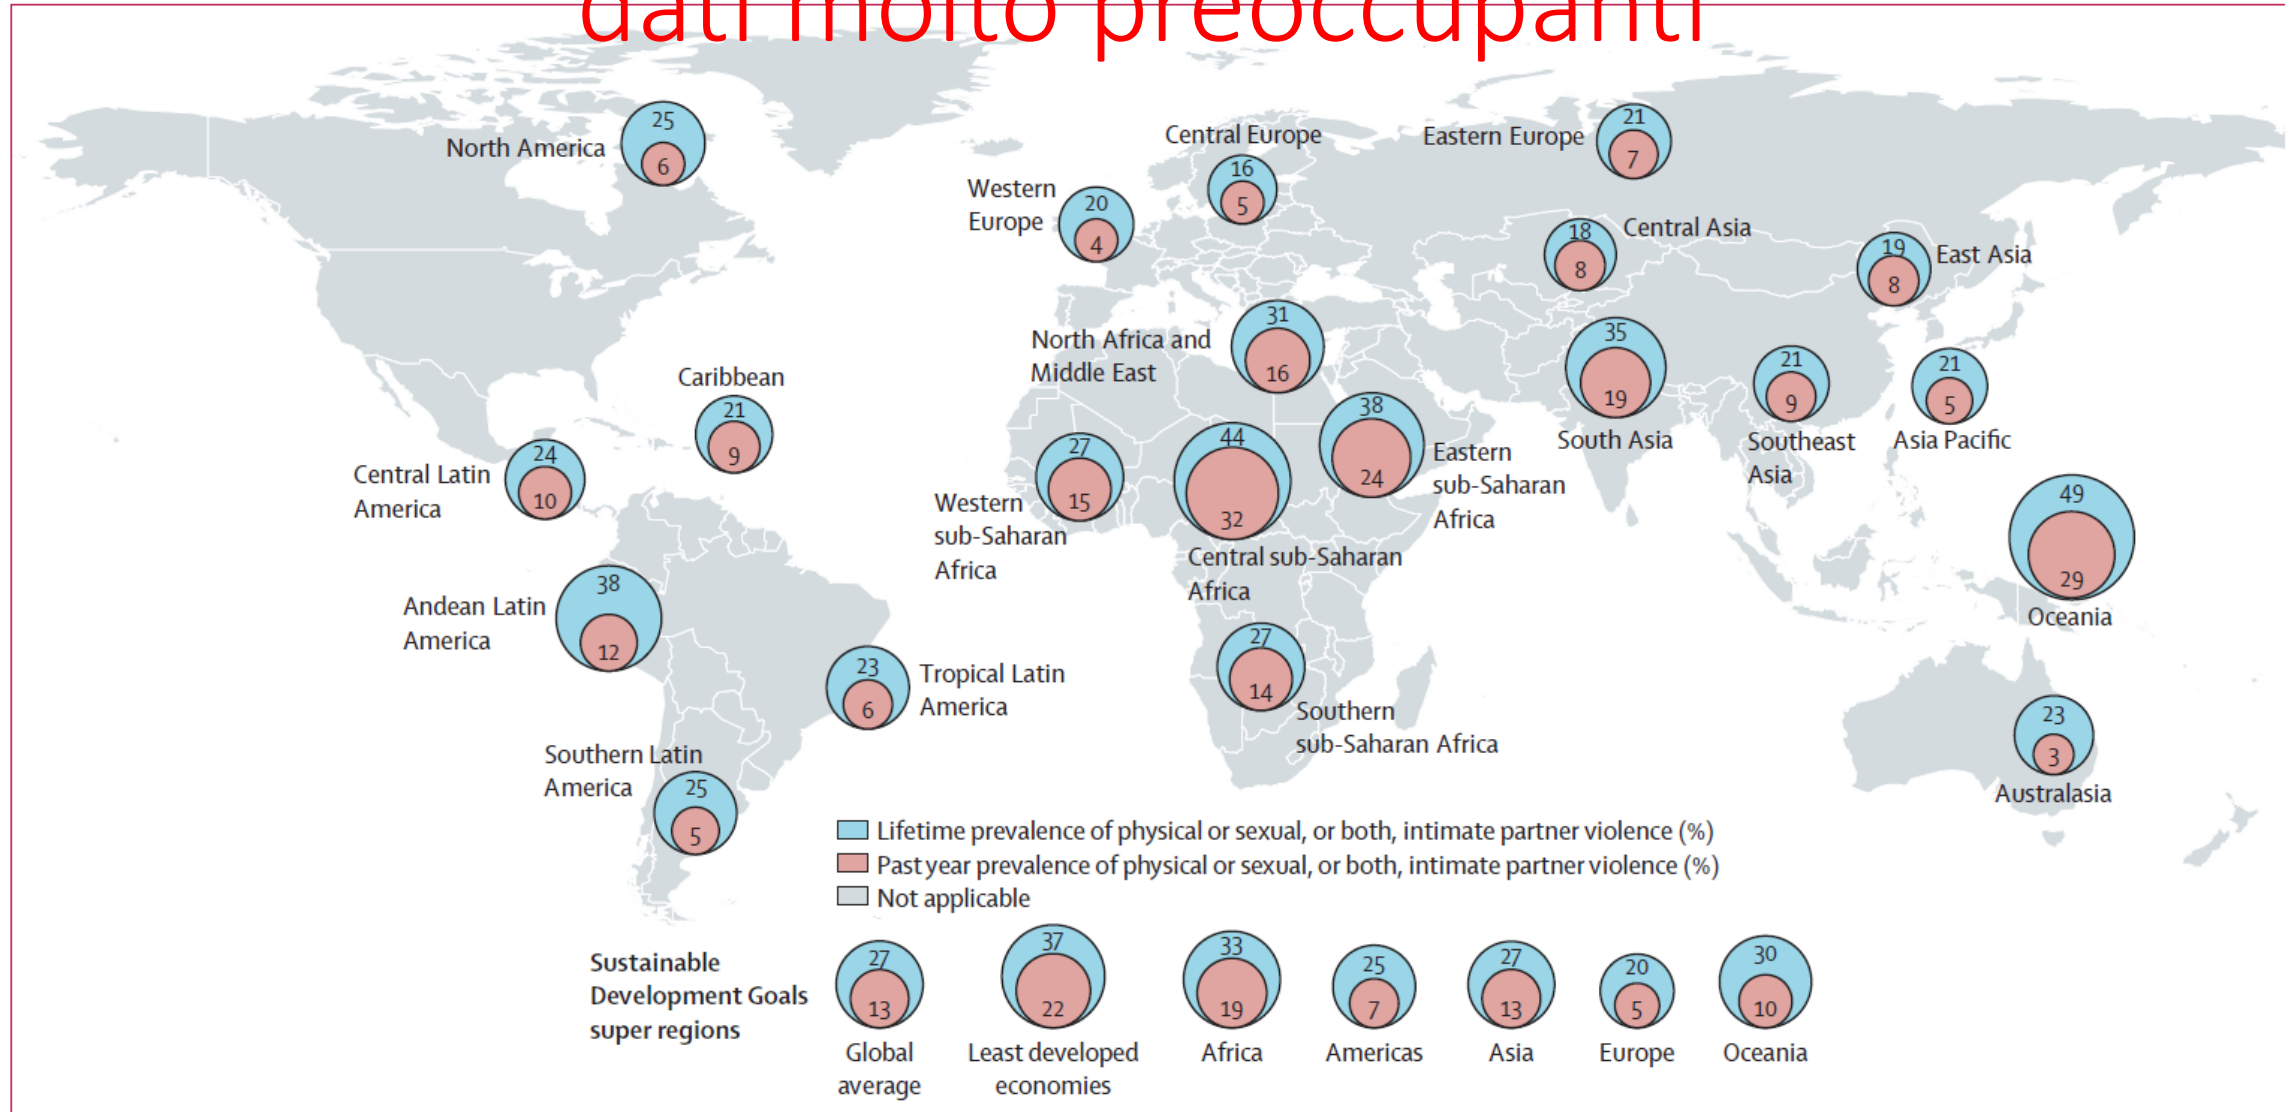 dati molto preoccupanti
25
6
North America
Central Europe
16
5
Eastern Europe
21
7
Western
Europe
20
4
18
8
Central Asia
19
8
East Asia
North Africa and
Middle East
31
16
35
19
South Asia
21
9
Southeast
Asia
21
5
Asia Pacific
Caribbean
21
9
Central Latin
America
24
10
27
15
Western
sub-Saharan
Africa
44
32
Central sub-Saharan
Africa
38
24
Eastern
sub-Saharan
Africa
49
29
Oceania
Andean Latin
America
38
12
23
6
Tropical Latin
America
27
14
Southern
sub-Saharan Africa
23
3
Australasia
Southern Latin
America
25
5
Lifetime prevalence of physical or sexual, or both, intimate partner violence (%)
Past year prevalence of physical or sexual, or both, intimate partner violence (%)
Not applicable
Sustainable
Development Goals
super regions
27
13
Global
average
37
22
Least developed
economies
33
19
Africa
25
7
Americas
27
13
Asia
20
5
Europe
30
10
Oceania